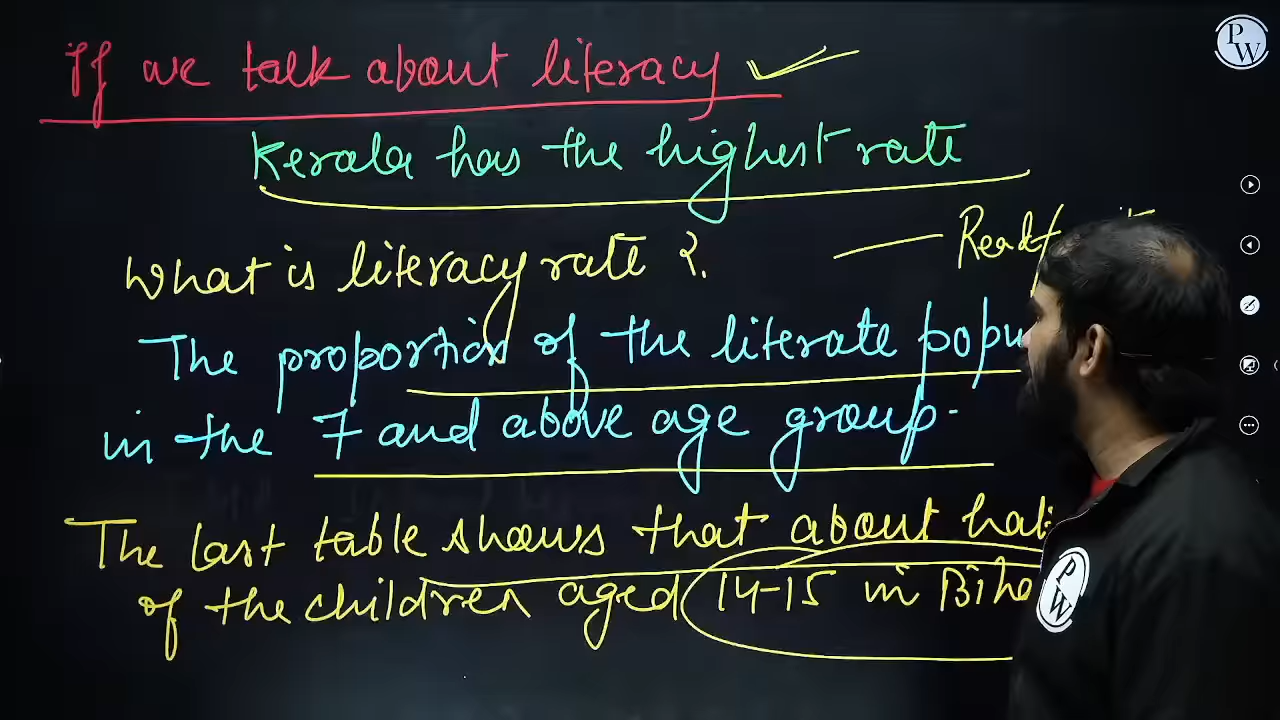 PW
If we talk about literacy
Kerala has the highest rate
What is literacy rate ?.
The proportion of the literate popu
in the 7 and above age group.
The last table shows that about hal
of the children aged 14-15 in Biha
PW